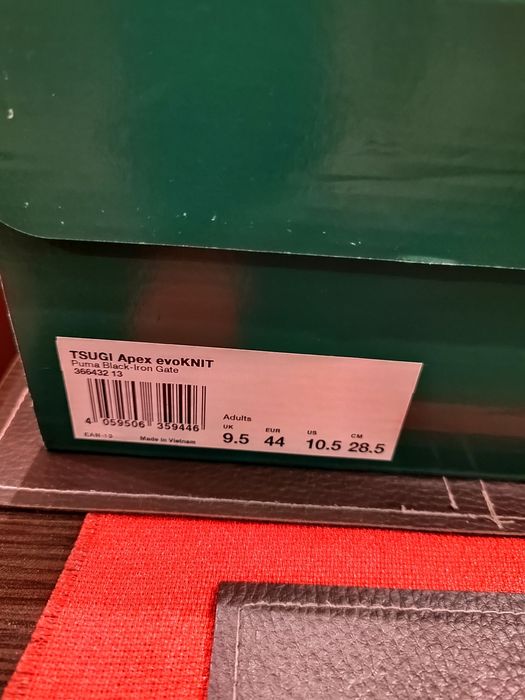 TSUGI Apex evoKNIT
Puma Black-Iron Gate
366432 13
4 059506 359446
EAN-13 Made in Vietnam
Adults
UK EUR US CM
9.5 44 10.5 28.5